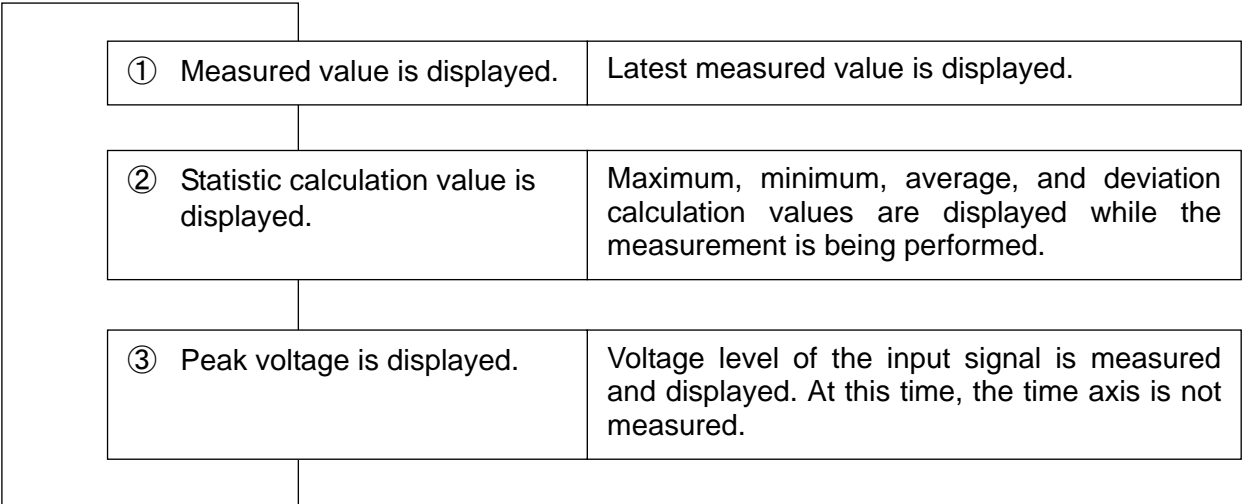 ① Measured value is displayed.
Latest measured value is displayed.
② Statistic calculation value is
displayed.
Maximum, minimum, average, and deviation
calculation values are displayed while the
measurement is being performed.
③ Peak voltage is displayed.
Voltage level of the input signal is measured
and displayed. At this time, the time axis is not
measured.